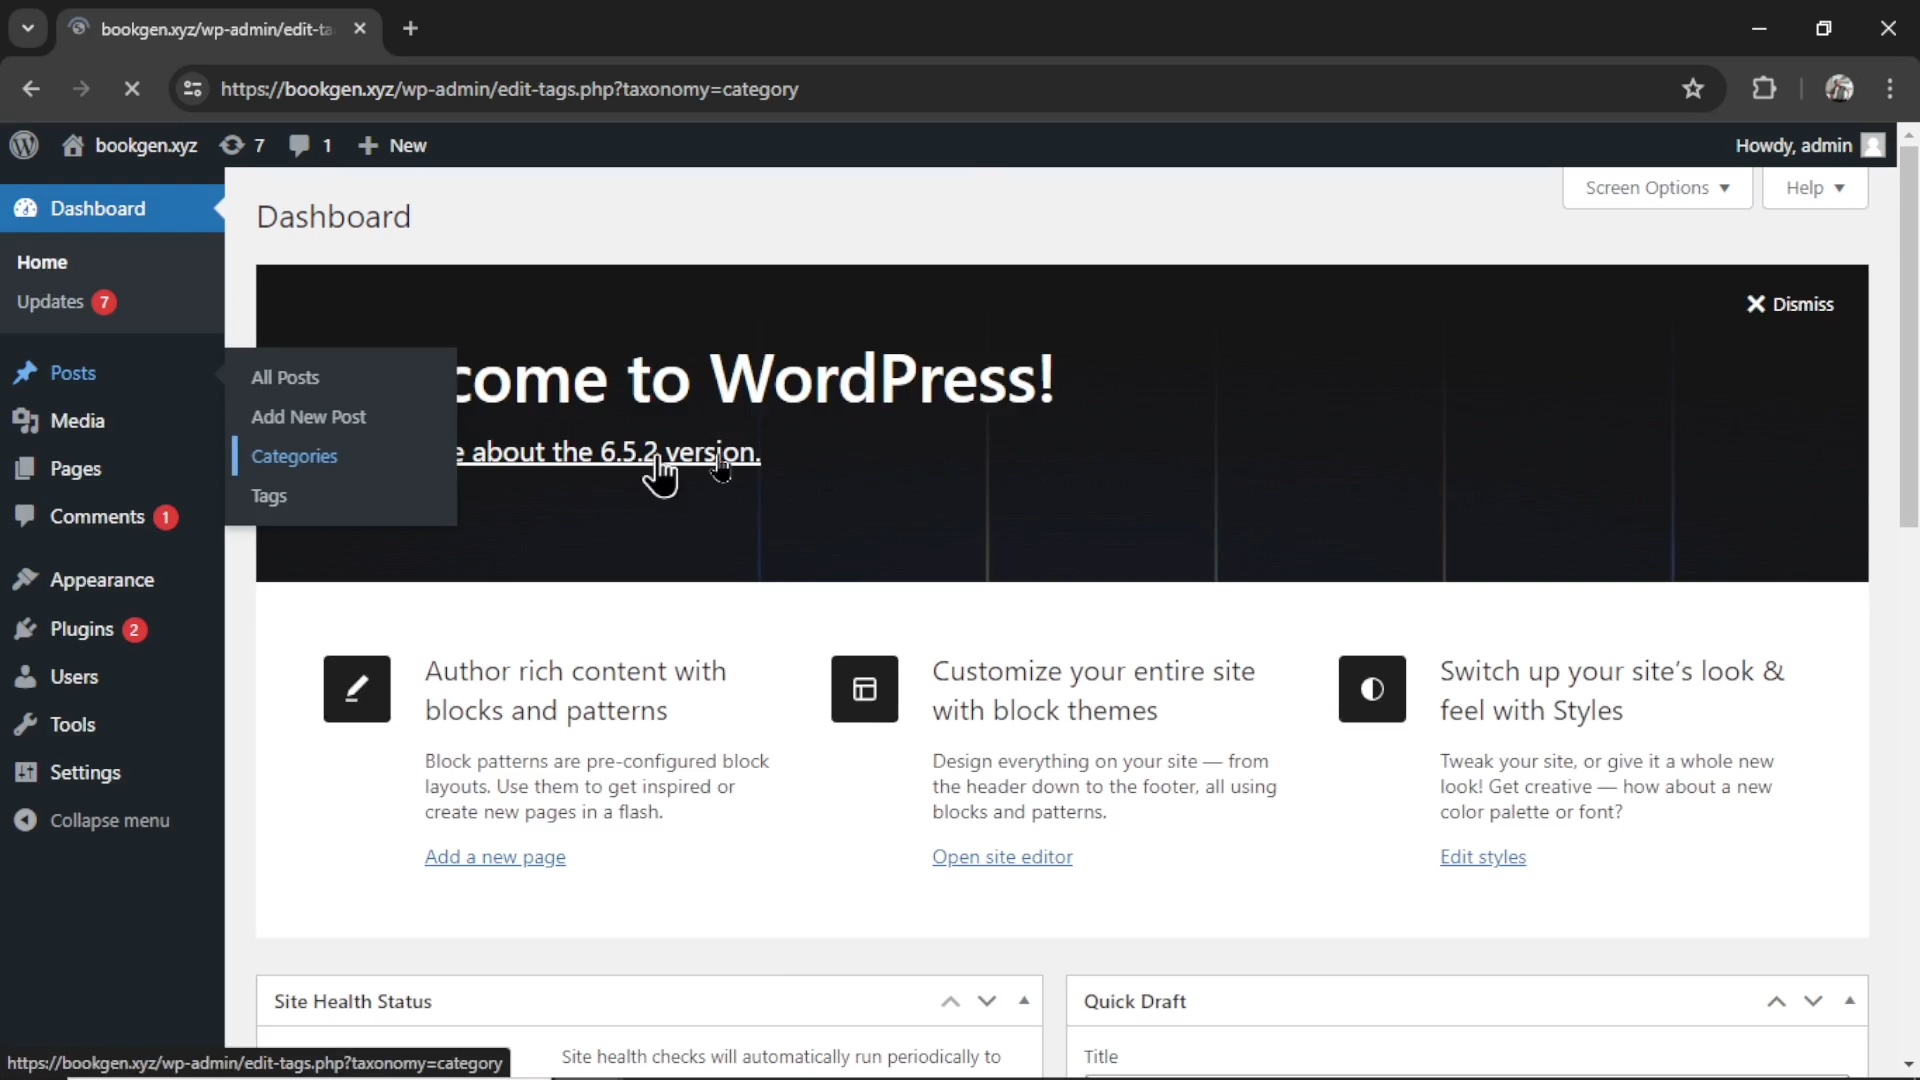 bookgen.xyz/wp-admin/edit-ta
https://bookgen.xyz/wp-admin/edit-tags.php?taxonomy=category
bookgen.xyz 7 1 New
Howdy, admin
Screen Options Help
Dashboard
Home
Updates 7
Posts
Media
Pages
Comments 1
Appearance
Plugins 2
Users
Tools
Settings
Collapse menu
All Posts
Add New Post
Categories
Tags
Dashboard
Dismiss
come to WordPress!
e about the 6.5.2 version.
Author rich content with
blocks and patterns
Block patterns are pre-configured block
layouts. Use them to get inspired or
create new pages in a flash.
Add a new page
Customize your entire site
with block themes
Design everything on your site — from
the header down to the footer, all using
blocks and patterns.
Open site editor
Switch up your site's look &
feel with Styles
Tweak your site, or give it a whole new
look! Get creative — how about a new
color palette or font?
Edit styles
Site Health Status
Site health checks will automatically run periodically to
Quick Draft
Title
https://bookgen.xyz/wp-admin/edit-tags.php?taxonomy=category